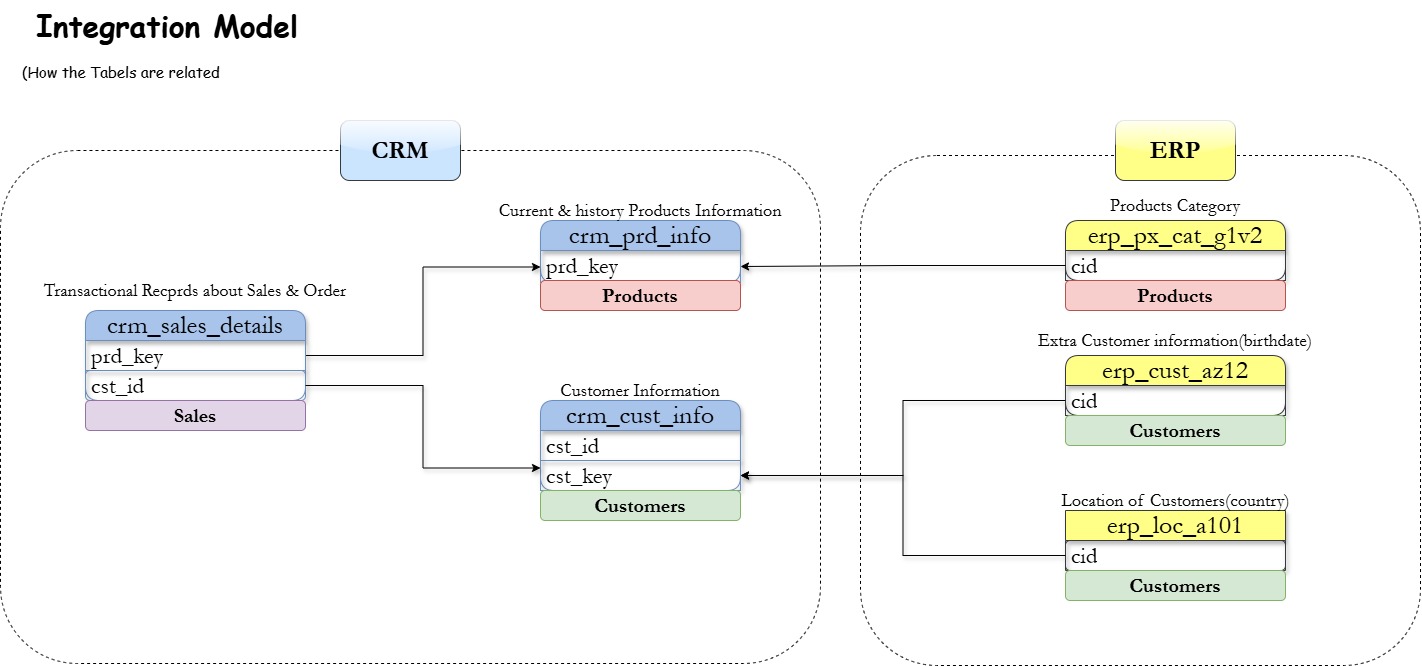 Integration Model
(How the Tabels are related
CRM
Current & history Products Information
crm_prd_info
prd_key
Products
Transactional Recprds about Sales & Order
crm_sales_details
prd_key
cst_id
Sales
Customer Information
crm_cust_info
cst_id
cst_key
Customers
ERP
Products Category
erp_px_cat_g1v2
cid
Products
Extra Customer information(birthdate)
erp_cust_az12
cid
Customers
Location of Customers(country)
erp_loc_a101
cid
Customers